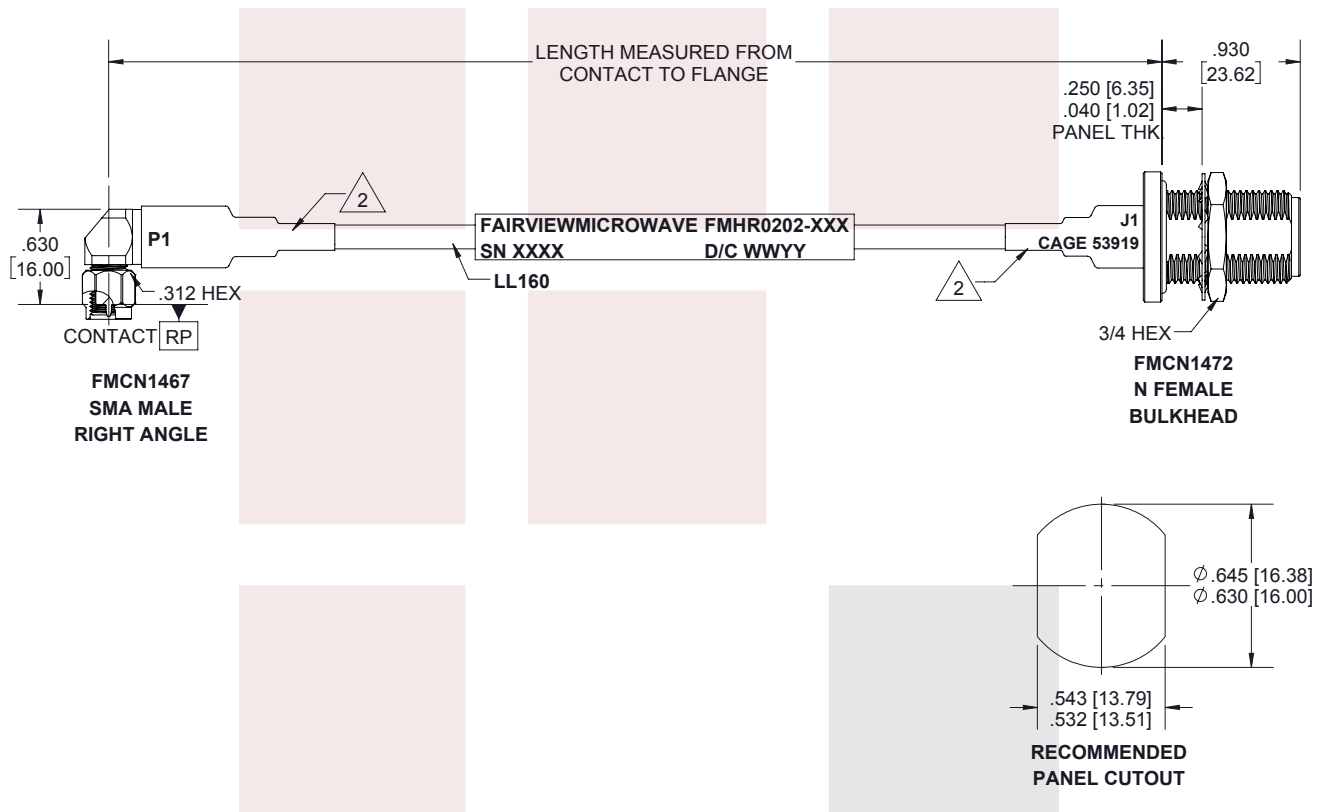 LENGTH MEASURED FROM
CONTACT TO FLANGE
.930
[23.62]
.250 [6.35]
.040 [1.02]
PANEL THK.
2
.630
[16.00]
P1
FAIRVIEWMICROWAVE FMHR0202-XXX
SN XXXX D/C WWYY
J1
CAGE 53919
LL160
2
.312 HEX
CONTACT RP
3/4 HEX
FMCN1467
SMA MALE
RIGHT ANGLE
FMCN1472
N FEMALE
BULKHEAD
Ø.645 [16.38]
Ø.630 [16.00]
.543 [13.79]
.532 [13.51]
RECOMMENDED
PANEL CUTOUT